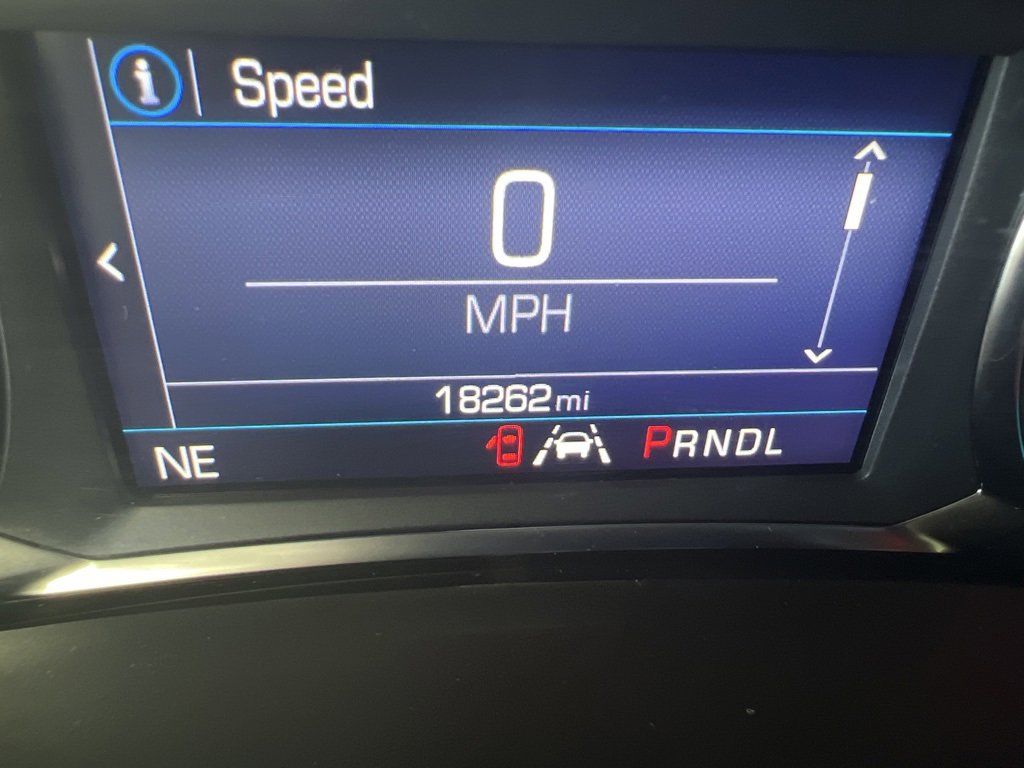 i Speed
0
MPH
18262 mi
NE PRNDL